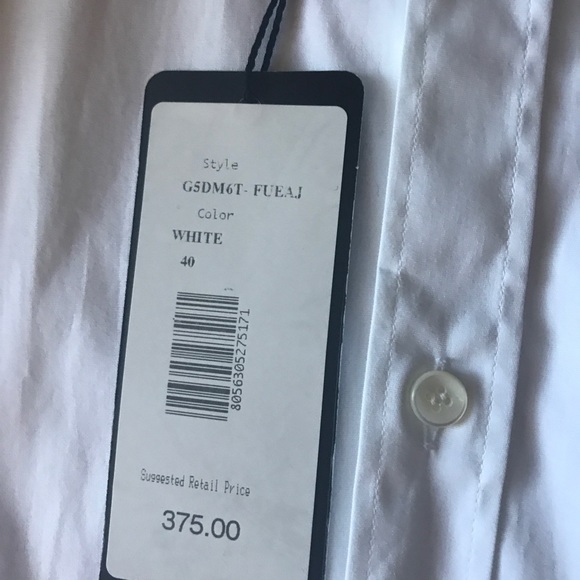 Style
G5DM6T- FUEAJ
Color
WHITE
40
8056305275171
Suggested Retail Price
375.00